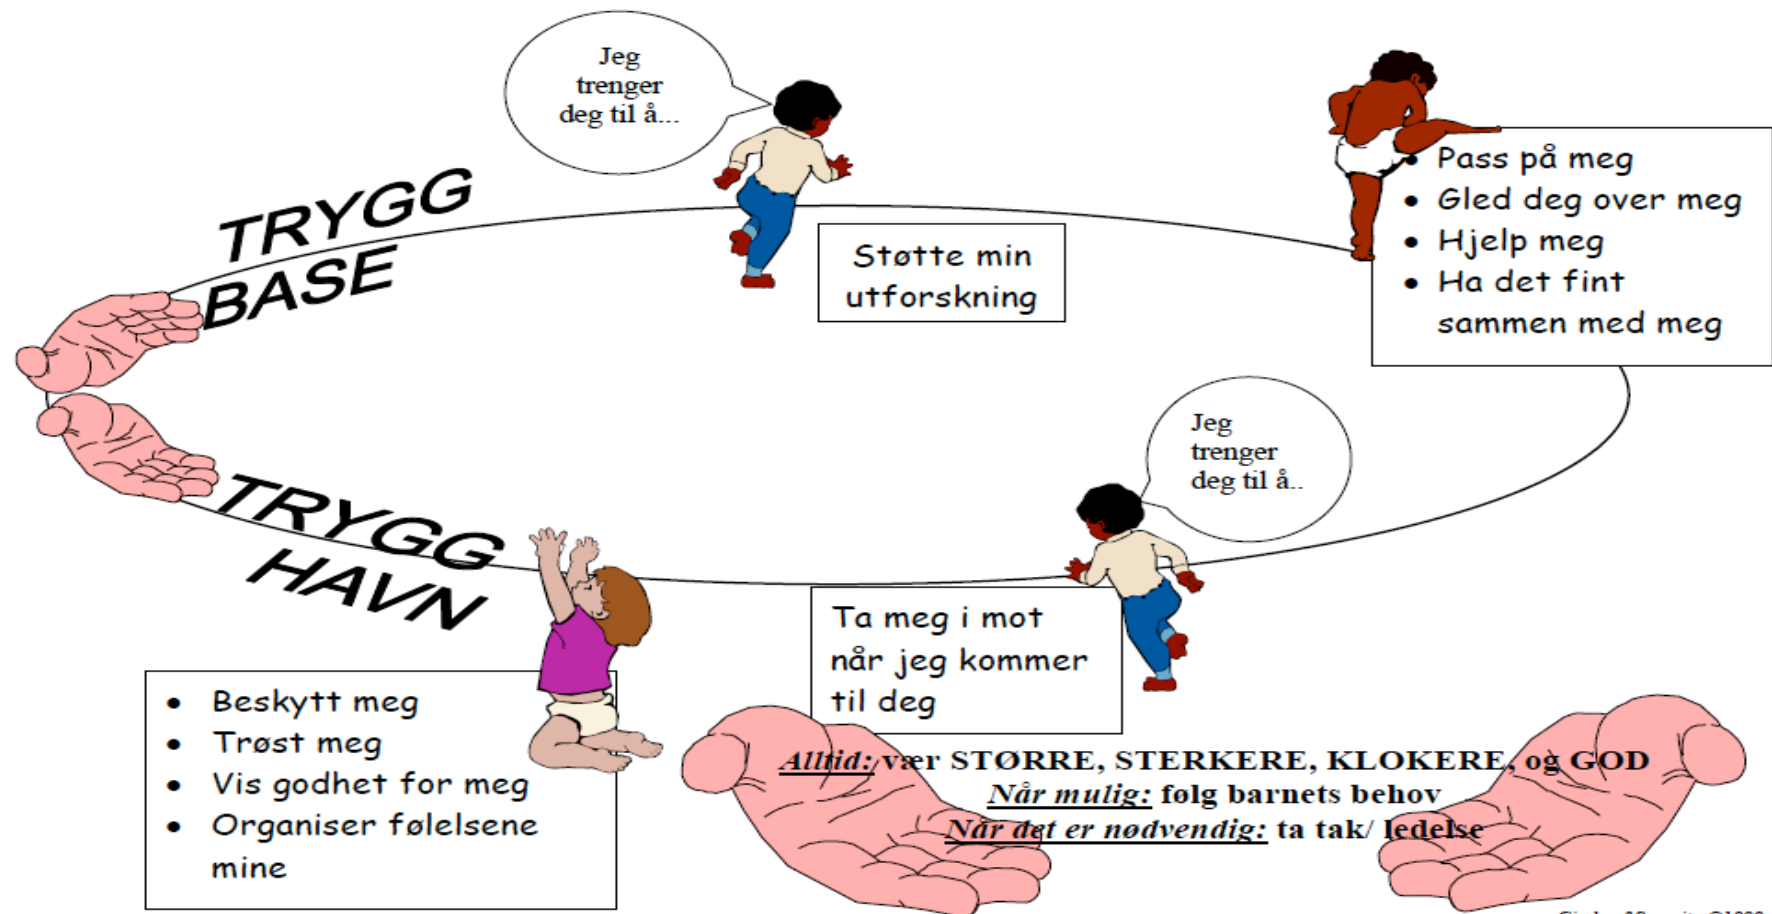 Jeg
trenger
deg til å...
TRYGG
BASE
Støtte min
utforskning
• Pass på meg
• Gled deg over meg
• Hjelp meg
• Ha det fint
sammen med meg
Jeg
trenger
deg til å..
TRYGG
HAVN
Ta meg i mot
når jeg kommer
til deg
• Beskytt meg
• Trøst meg
• Vis godhet for meg
• Organiser følelsene
mine
Alltid: vær STØRRE, STERKERE, KLOKERE, og GOD
Når mulig: følg barnets behov
Når det er nødvendig: ta tak/ ledelse